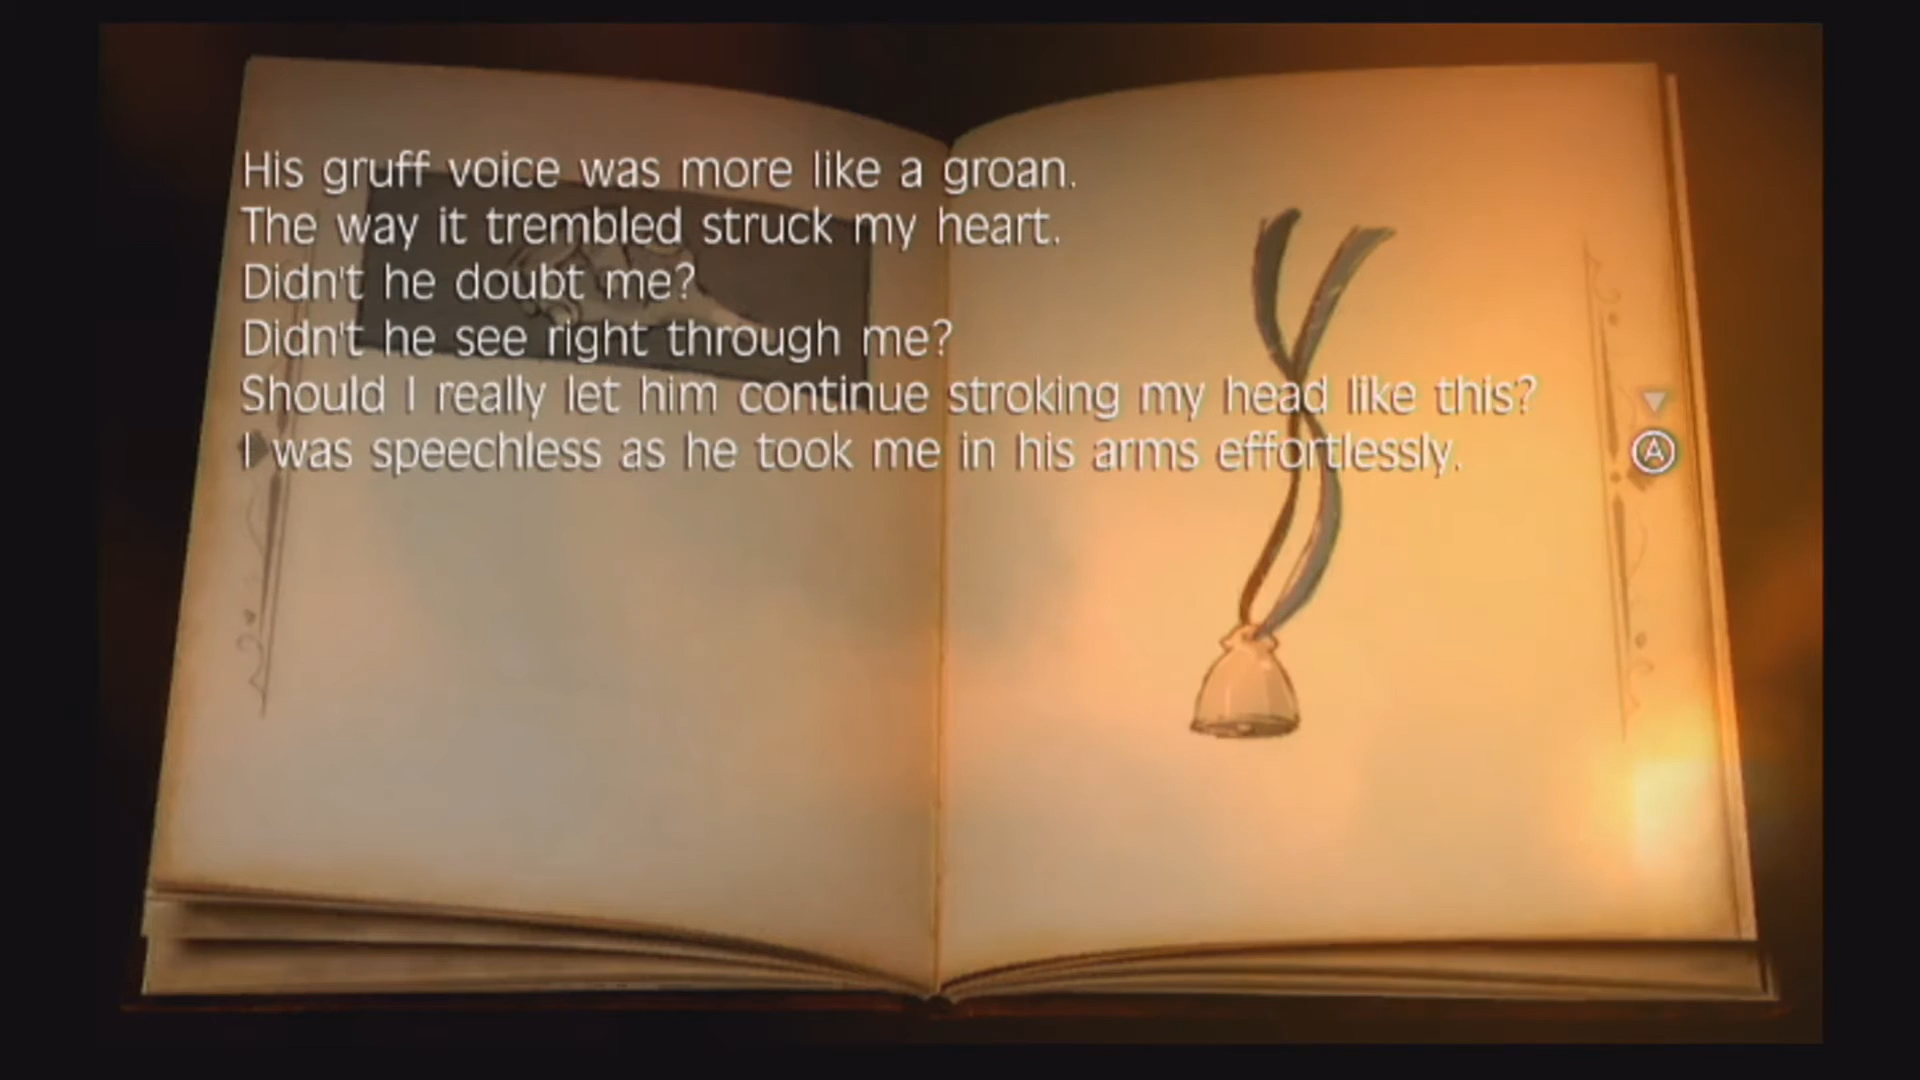 His gruff voice was more like a groan.
The way it trembled struck my heart.
Didn't he doubt me?
Didn't he see right through me?
Should I really let him continue stroking my head like this?
I was speechless as he took me in his arms effortlessly.
A